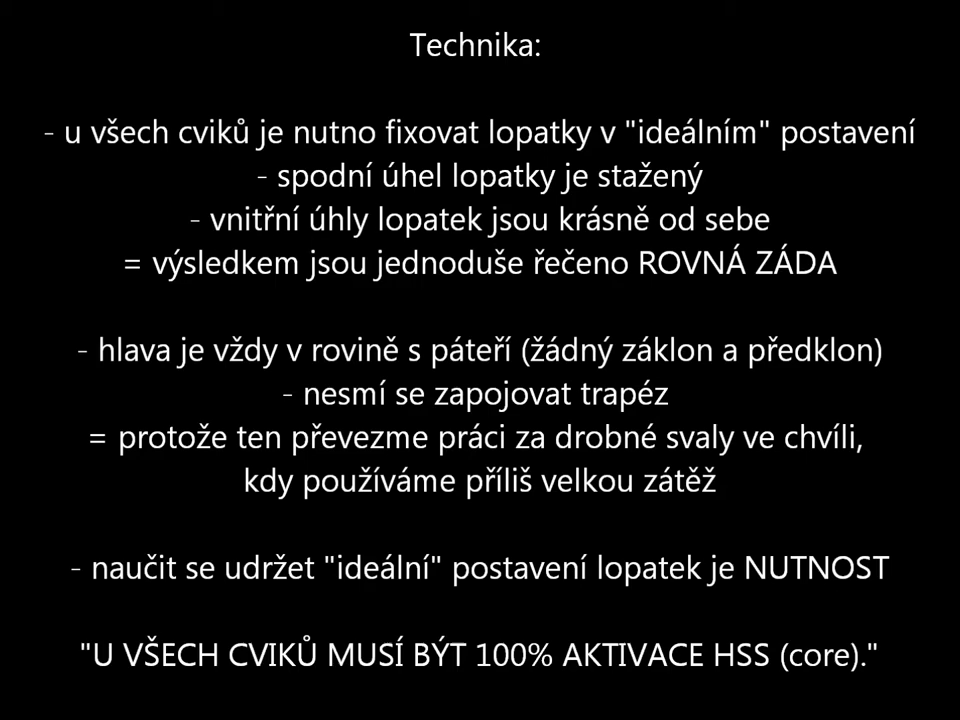 Technika:
- u všech cviků je nutno fixovat lopatky v "ideálním" postavení
- spodní úhel lopatky je stažený
- vnitřní úhly lopatek jsou krásně od sebe
= výsledkem jsou jednoduše řečeno ROVNÁ ZÁDA
- hlava je vždy v rovině s páteří (žádný záklon a předklon)
- nesmí se zapojovat trapéz
= protože ten převezme práci za drobné svaly ve chvíli,
kdy používáme příliš velkou zátěž
- naučit se udržet "ideální" postavení lopatek je NUTNOST
"U VŠECH CVIKŮ MUSÍ BÝT 100% AKTIVACE HSS (core)."